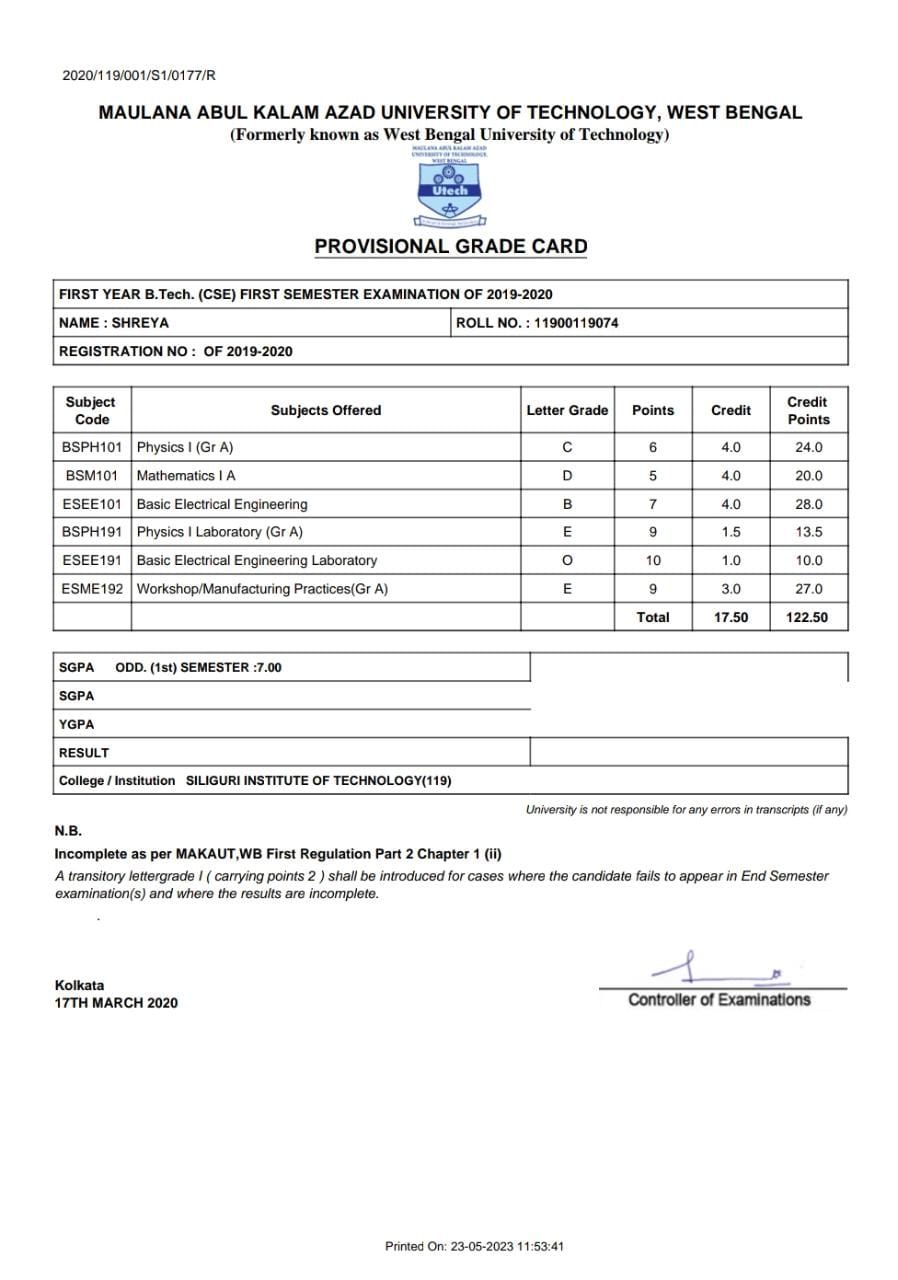 2020/119/001/S1/0177/R
MAULANA ABUL KALAM AZAD UNIVERSITY OF TECHNOLOGY, WEST BENGAL
(Formerly known as West Bengal University of Technology)
MAULANA ABUL KALAM AZAD
UNIVERSITY OF TECHNOLOGY,
WEST BENGAL
Utech
PROVISIONAL GRADE CARD
FIRST YEAR B.Tech. (CSE) FIRST SEMESTER EXAMINATION OF 2019-2020
NAME : SHREYA ROLL NO. : 11900119074
REGISTRATION NO : OF 2019-2020
Subject Code Subjects Offered Letter Grade Points Credit Credit Points
BSPH101 Physics I (Gr A) C 6 4.0 24.0
BSM101 Mathematics I A D 5 4.0 20.0
ESEE101 Basic Electrical Engineering B 7 4.0 28.0
BSPH191 Physics I Laboratory (Gr A) E 9 1.5 13.5
ESEE191 Basic Electrical Engineering Laboratory O 10 1.0 10.0
ESME192 Workshop/Manufacturing Practices(Gr A) E 9 3.0 27.0
Total 17.50 122.50
SGPA ODD. (1st) SEMESTER :7.00
SGPA
YGPA
RESULT
College / Institution SILIGURI INSTITUTE OF TECHNOLOGY(119)
University is not responsible for any errors in transcripts (if any)
N.B.
Incomplete as per MAKAUT,WB First Regulation Part 2 Chapter 1 (ii)
A transitory lettergrade I ( carrying points 2 ) shall be introduced for cases where the candidate fails to appear in End Semester
examination(s) and where the results are incomplete.
.
Kolkata
17TH MARCH 2020
Controller of Examinations
Printed On: 23-05-2023 11:53:41